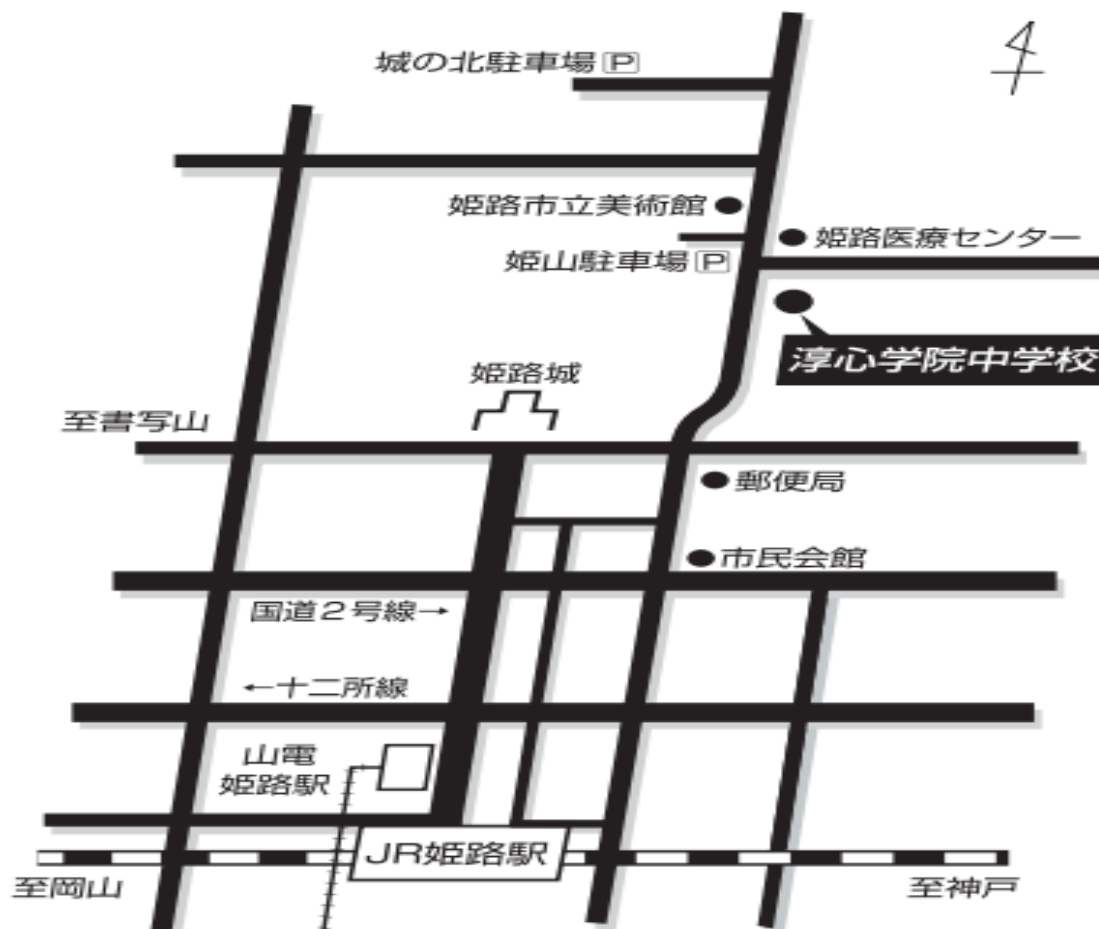 城の北駐車場 P
姫路市立美術館
姫路医療センター
姫山駐車場 P
淳心学院中学校
姫路城
至書写山
郵便局
市民会館
国道2号線→
←十二所線
山電
姫路駅
JR姫路駅
至岡山
至神戸